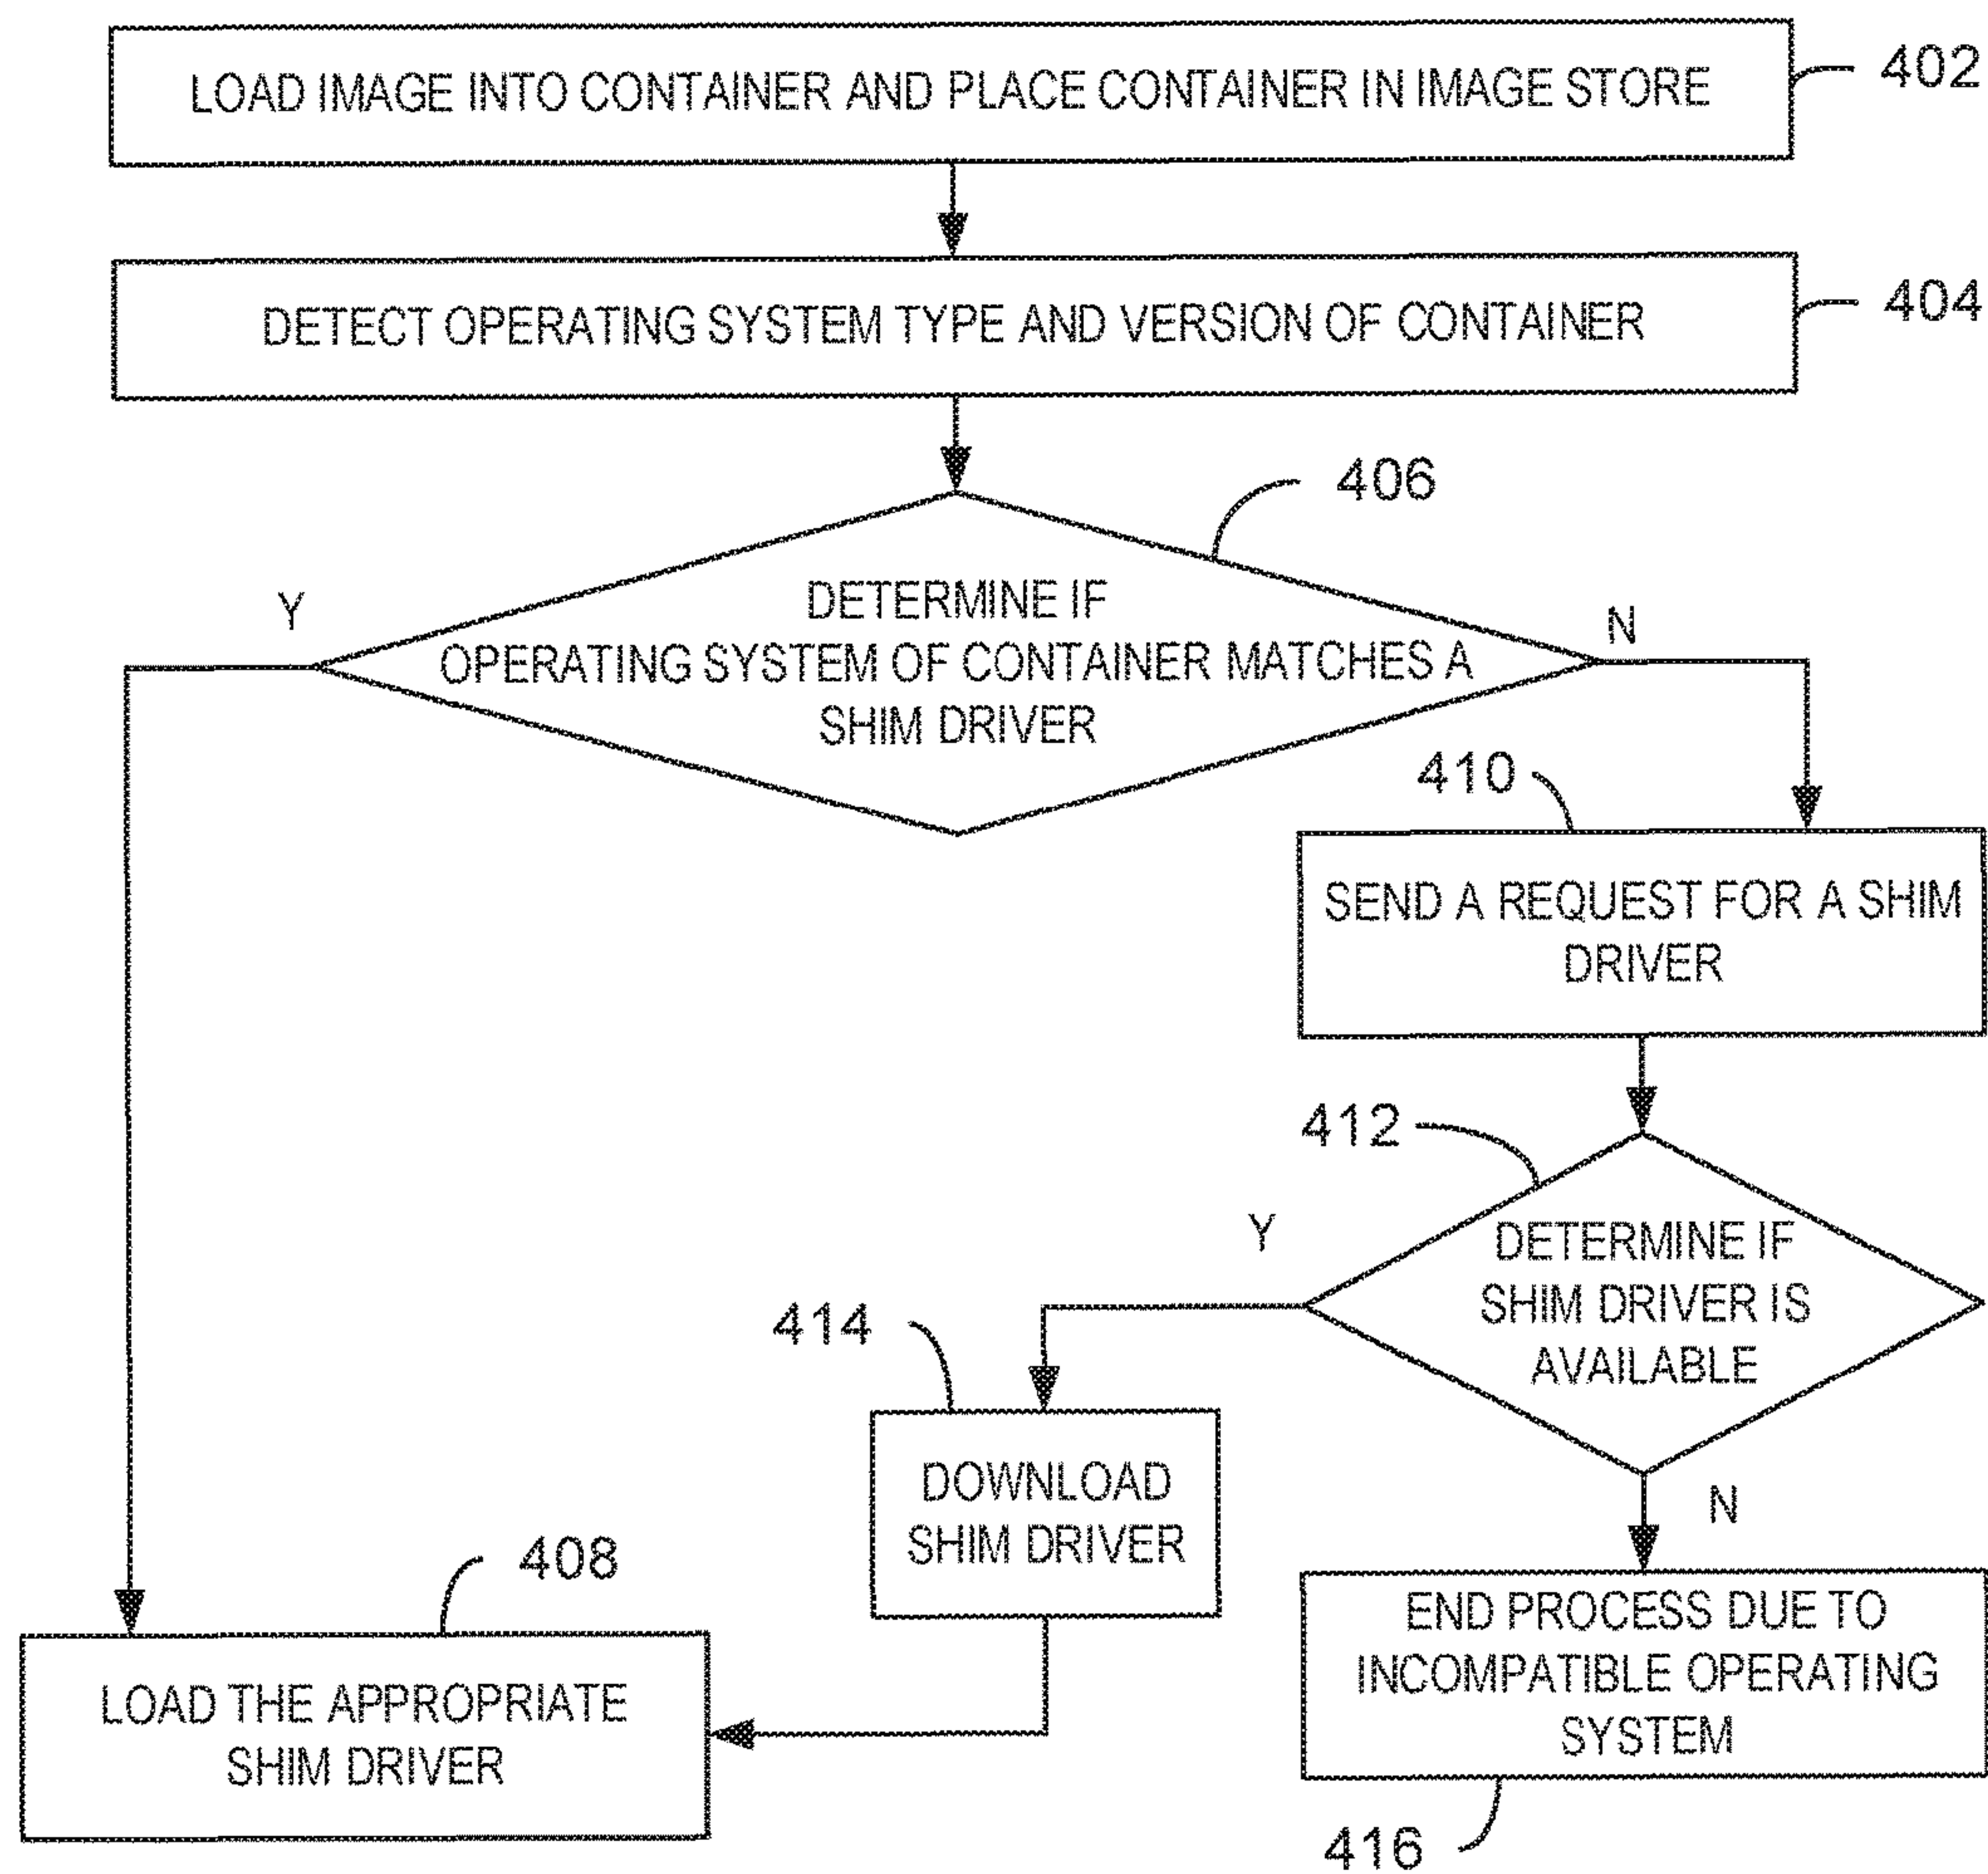 LOAD IMAGE INTO CONTAINER AND PLACE CONTAINER IN IMAGE STORE
402
DETECT OPERATING SYSTEM TYPE AND VERSION OF CONTAINER
404
406
Y
DETERMINE IF
OPERATING SYSTEM OF CONTAINER MATCHES A
SHIM DRIVER
N
410
SEND A REQUEST FOR A SHIM
DRIVER
412
Y
DETERMINE IF
SHIM DRIVER IS
AVAILABLE
414
DOWNLOAD
SHIM DRIVER
N
408
LOAD THE APPROPRIATE
SHIM DRIVER
END PROCESS DUE TO
INCOMPATIBLE OPERATING
SYSTEM
416